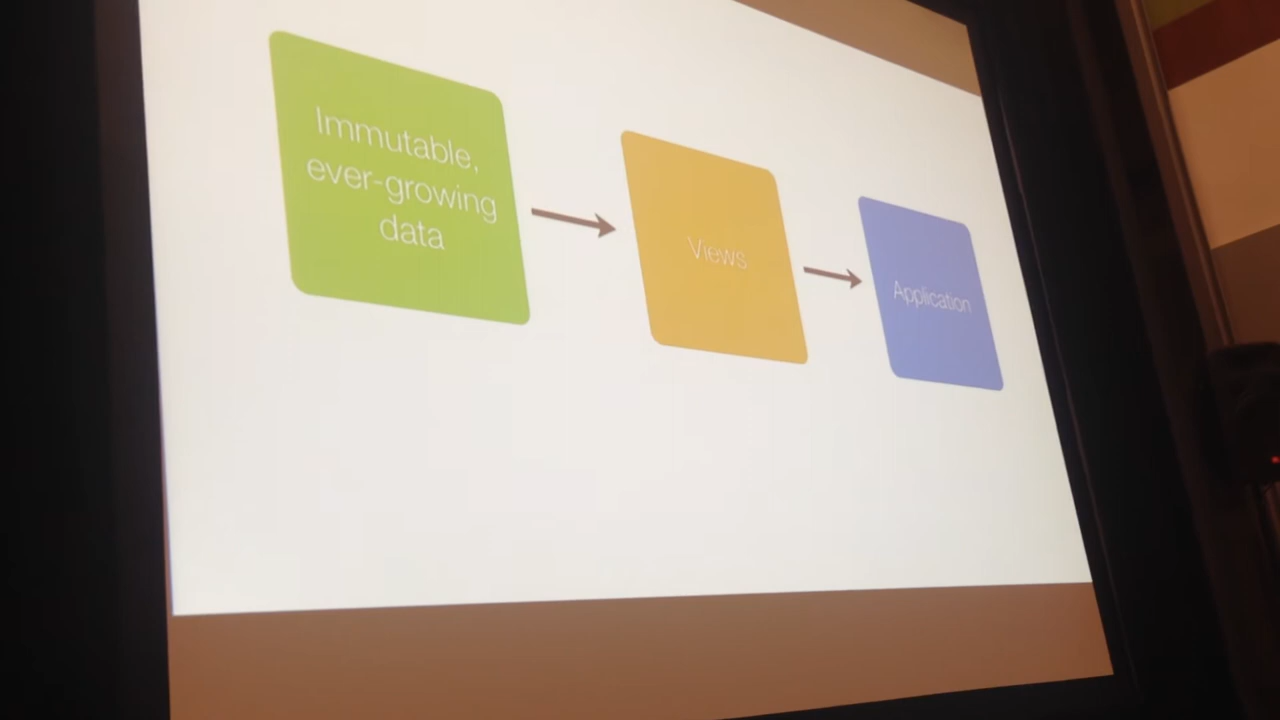 Immutable,
ever-growing
data
Views
Application